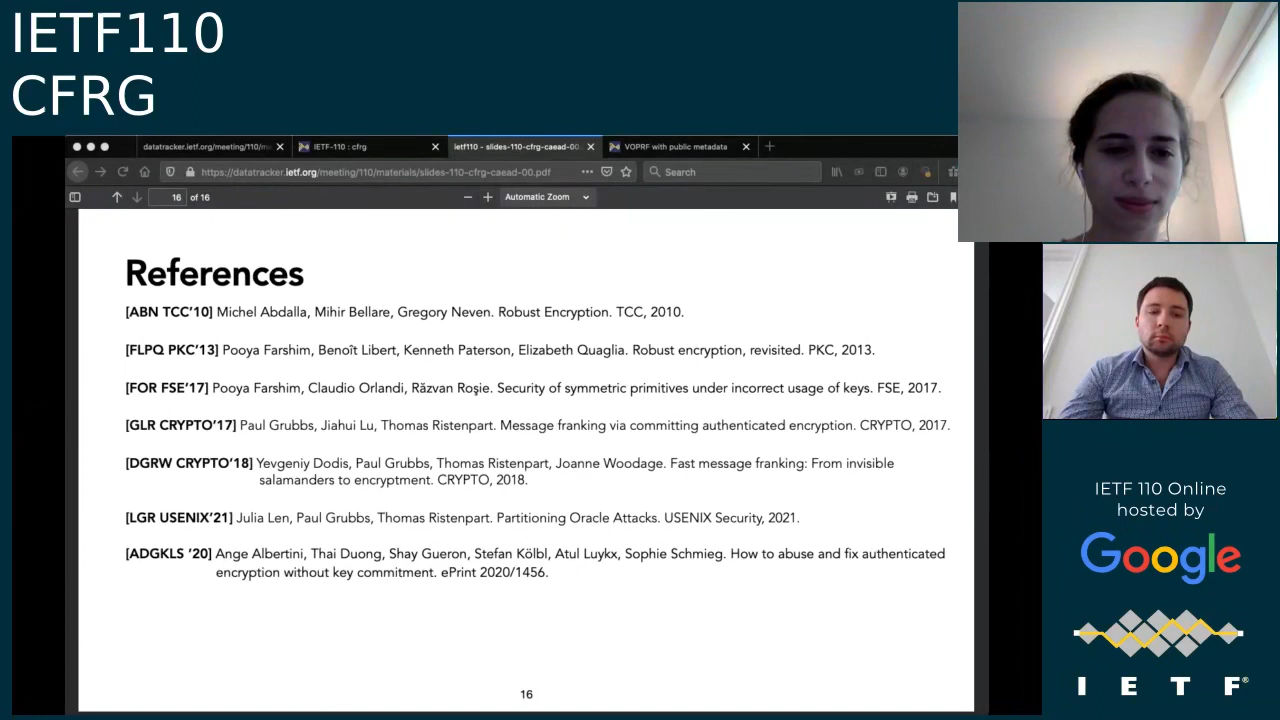 IETF110
CFRG
datatracker.ietf.org/meeting/110/m
IETF-110 : cfrg
ietf110 - slides-110-cfrg-caead-00.
VOPRF with public metadata
https://datatracker.ietf.org/meeting/110/materials/slides-110-cfrg-caead-00.pdf
Search
16 of 16
Automatic Zoom
References
[ABN TCC’10] Michel Abdalla, Mihir Bellare, Gregory Neven. Robust Encryption. TCC, 2010.
[FLPQ PKC’13] Pooya Farshim, Benoît Libert, Kenneth Paterson, Elizabeth Quaglia. Robust encryption, revisited. PKC, 2013.
[FOR FSE’17] Pooya Farshim, Claudio Orlandi, Răzvan Roşie. Security of symmetric primitives under incorrect usage of keys. FSE, 2017.
[GLR CRYPTO’17] Paul Grubbs, Jiahui Lu, Thomas Ristenpart. Message franking via committing authenticated encryption. CRYPTO, 2017.
[DGRW CRYPTO’18] Yevgeniy Dodis, Paul Grubbs, Thomas Ristenpart, Joanne Woodage. Fast message franking: From invisible
salamanders to encryptment. CRYPTO, 2018.
[LGR USENIX’21] Julia Len, Paul Grubbs, Thomas Ristenpart. Partitioning Oracle Attacks. USENIX Security, 2021.
[ADGKLS ’20] Ange Albertini, Thai Duong, Shay Gueron, Stefan Kölbl, Atul Luykx, Sophie Schmieg. How to abuse and fix authenticated
encryption without key commitment. ePrint 2020/1456.
16
IETF 110 Online
hosted by
Google
IETF®